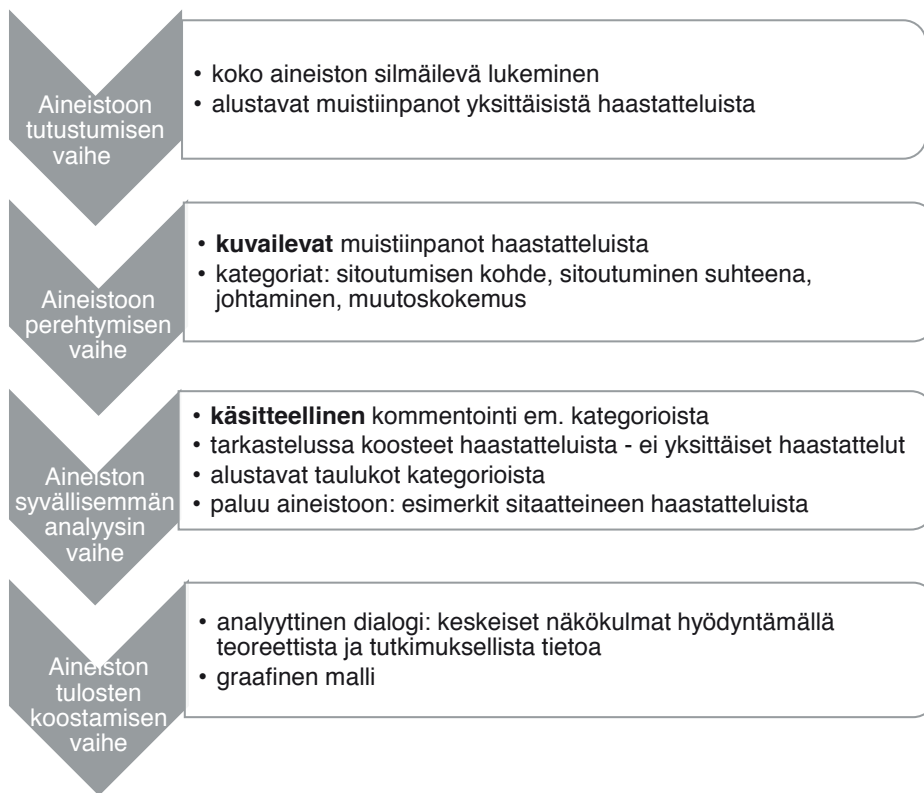 Aineistoon
tutustumisen
vaihe
• koko aineiston silmäilevä lukeminen
• alustavat muistiinpanot yksittäisistä haastatteluista
Aineistoon
perehtymisen
vaihe
• kuvailevat muistiinpanot haastatteluista
• kategoriat: sitoutumisen kohde, sitoutuminen suhteena,
johtaminen, muutoskokemus
Aineiston
syvällisemmän
analyysin
vaihe
• käsitteellinen kommentointi em. kategorioista
• tarkastelussa koosteet haastatteluista - ei yksittäiset haastattelut
• alustavat taulukot kategorioista
• paluu aineistoon: esimerkit sitaatteineen haastatteluista
Aineiston
tulosten
koostamisen
vaihe
• analyyttinen dialogi: keskeiset näkökulmat hyödyntämällä
teoreettista ja tutkimuksellista tietoa
• graafinen malli